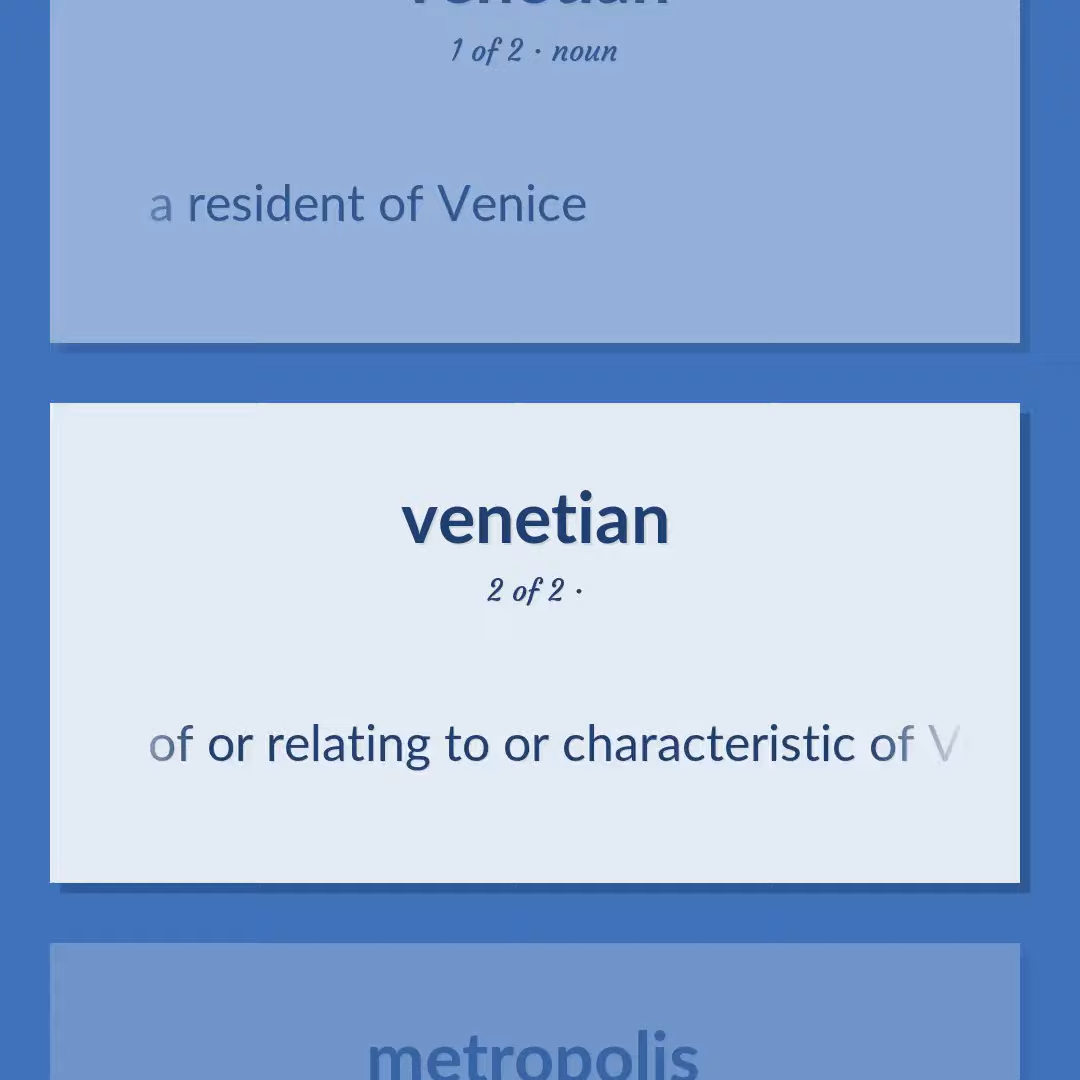 venetian
1 of 2 · noun
a resident of Venice
venetian
2 of 2 ·
of or relating to or characteristic of V
metropolis